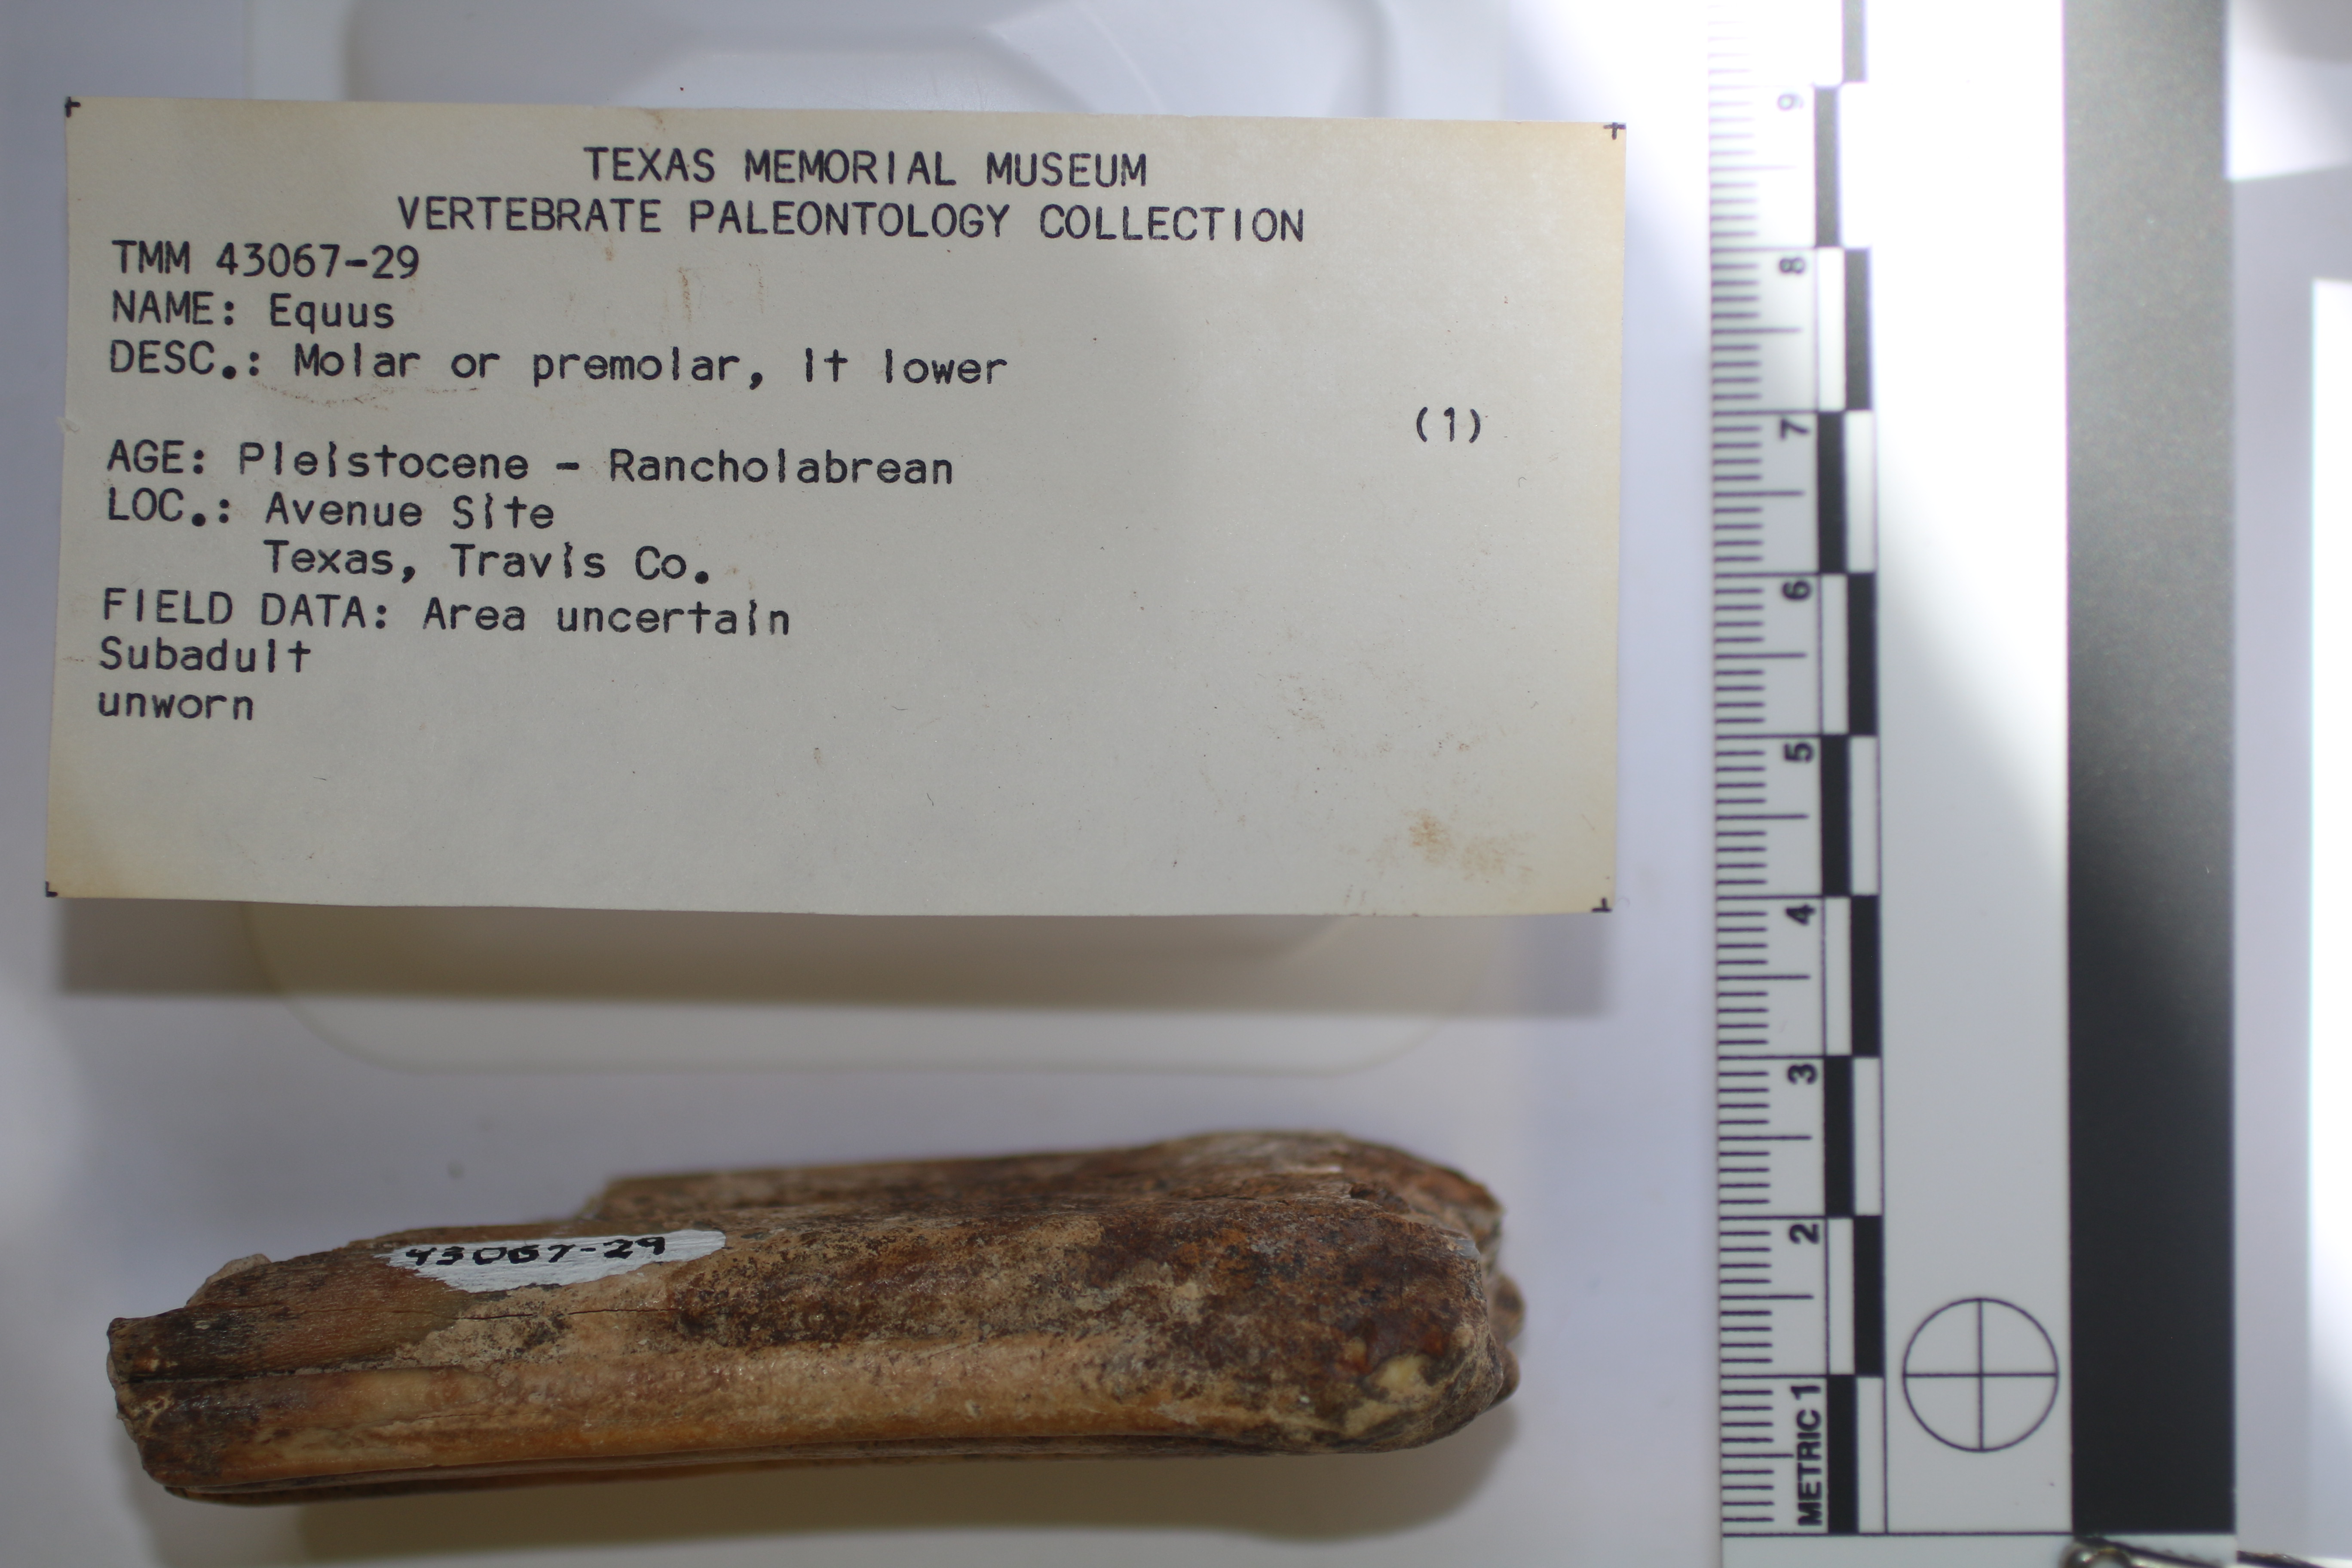 TEXAS MEMORIAL MUSEUM
VERTEBRATE PALEONTOLOGY COLLECTION
TMM 43067-29
NAME: Equus
DESC.: Molar or premolar, lt lower
(1)
AGE: Pleistocene - Rancholabrean
LOC.: Avenue Site
Texas, Travis Co.
FIELD DATA: Area uncertain
Subadult
unworn
43067-29
9
8
7
6
5
4
3
2
METRIC 1